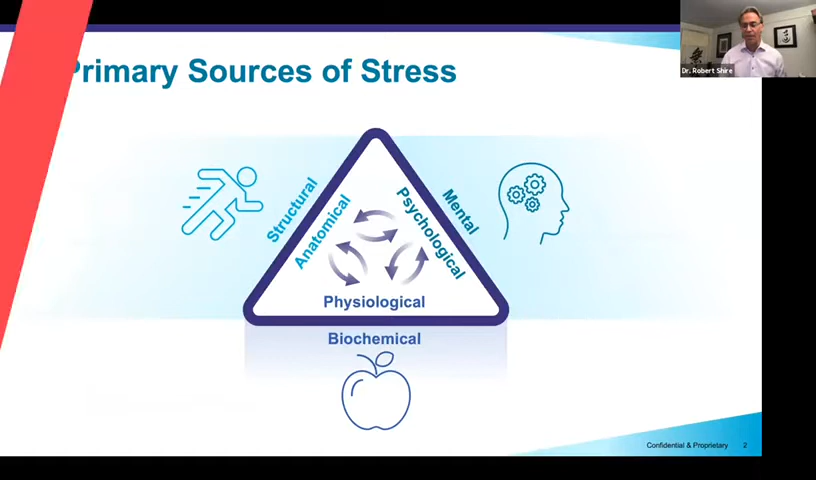 Primary Sources of Stress
Dr. Robert Shire
Structural
Anatomical
Mental
Psychological
Physiological
Biochemical
Confidential & Proprietary 2